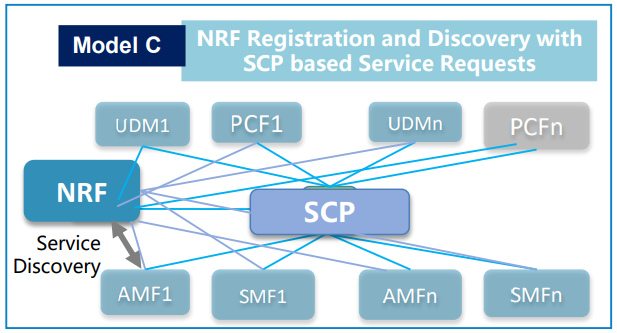 Model C
NRF Registration and Discovery with
SCP based Service Requests
UDM1
PCF1
UDMn
PCFn
NRF
SCP
Service
Discovery
AMF1
SMF1
AMFn
SMFn